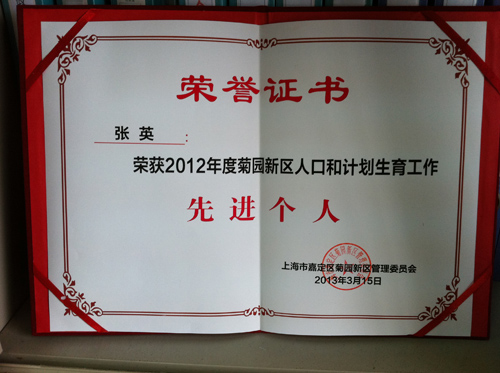 荣誉证书
张英：
荣获2012年度菊园新区人口和计划生育工作
先进个人
上海市嘉定区菊园新区管理委员会
2013年3月15日